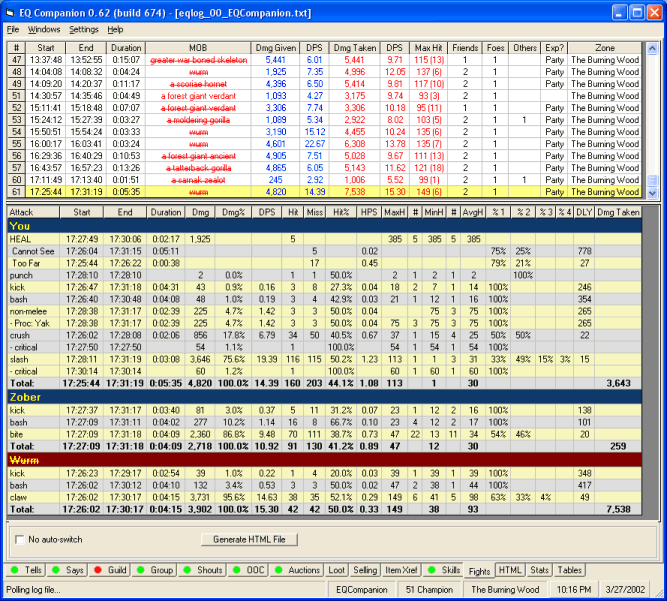 EQ Companion 0.62 (build 674) - [eqlog_00_EQCompanion.txt]
File Windows Settings Help
# Start End Duration MOB Dmg Given DPS Dmg Taken DPS Max Hit Friends Foes Others Exp? Zone
47 13:37:48 13:52:55 0:15:07 greater war boned skeleton 5,441 6.01 5,441 9.71 115 (13) 1 1 Party The Burning Wood
48 14:04:08 14:08:32 0:04:24 wurm 1,925 7.35 4,996 12.05 137 (6) 2 1 Party The Burning Wood
49 14:09:20 14:20:37 0:11:17 a scoriae hornet 4,396 6.50 5,414 9.81 117 (10) 2 1 Party The Burning Wood
51 14:30:57 14:35:46 0:04:49 a forest giant verdant 1,093 4.27 3,175 9.74 93 (3) 1 1 Party The Burning Wood
52 15:11:41 15:18:48 0:07:07 a forest giant verdant 3,306 7.74 3,306 10.18 95 (11) 1 1 Party The Burning Wood
53 15:24:12 15:27:39 0:03:27 a moldering gorilla 1,089 5.34 2,922 8.02 103 (5) 1 1 1 Party The Burning Wood
54 15:50:51 15:54:24 0:03:33 wurm 3,190 15.12 4,455 10.24 135 (6) 2 1 Party The Burning Wood
55 16:00:17 16:03:41 0:03:24 wurm 4,601 22.67 6,308 13.78 135 (7) 2 1 Party The Burning Wood
56 16:29:36 16:40:29 0:10:53 a forest giant ancient 4,905 7.51 5,028 9.67 111 (13) 2 1 Party The Burning Wood
57 16:43:57 16:57:23 0:13:26 a tatterback gorilla 4,865 6.05 5,143 11.62 121 (18) 2 1 Party The Burning Wood
60 17:11:49 17:13:40 0:01:51 a sarnak zealot 245 2.92 1,006 5.52 99 (1) 2 1 1 Party The Burning Wood
61 17:25:44 17:31:19 0:05:35 wurm 4,820 14.39 7,538 15.30 149 (6) 2 1 Party The Burning Wood
Attack Start End Duration Dmg Dmg% DPS Hit Miss Hit% HPS MaxH # MinH # AvgH % 1 % 2 % 3 % 4 DLY Dmg Taken
You
HEAL 17:27:49 17:30:06 0:02:17 1,925 5 385 5 385 5 385
Cannot See 17:26:04 17:31:15 0:05:11 5 0.02 75% 25% 778
Too Far 17:25:44 17:26:22 0:00:38 17 0.45 79% 21% 27
punch 17:28:10 17:28:10 2 0.0% 1 1 50.0% 2 1 2 1 2 100%
kick 17:26:47 17:31:18 0:04:31 43 0.9% 0.16 3 8 27.3% 0.04 18 2 7 1 14 100% 246
bash 17:26:40 17:30:48 0:04:08 48 1.0% 0.19 3 4 42.9% 0.03 21 1 12 1 16 100% 354
non-melee 17:28:38 17:31:17 0:02:39 225 4.7% 1.42 3 3 50.0% 0.04 75 3 75 100% 265
- Proc: Yak 17:28:38 17:31:17 0:02:39 225 4.7% 1.42 3 3 50.0% 0.04 75 3 75 3 75 100% 265
crush 17:26:02 17:28:08 0:02:06 856 17.8% 6.79 34 50 40.5% 0.67 37 1 15 4 25 50% 50% 22
- critical 17:27:50 17:27:50 54 1.1% 1 100.0% 54 1 54 1 54 100%
slash 17:28:11 17:31:19 0:03:08 3,646 75.6% 19.39 116 115 50.2% 1.23 113 1 1 3 31 33% 49% 15% 3% 15
- critical 17:30:14 17:30:14 60 1.2% 1 100.0% 60 1 60 1 60 100%
Total: 17:25:44 17:31:19 0:05:35 4,820 100.0% 14.39 160 203 44.1% 1.08 113 1 30 3,643
Zober
kick 17:27:37 17:31:17 0:03:40 81 3.0% 0.37 5 11 31.2% 0.07 23 1 12 2 16 100% 138
bash 17:27:09 17:31:11 0:04:02 277 10.2% 1.14 16 8 66.7% 0.10 23 4 12 2 17 100% 101
bite 17:27:09 17:31:18 0:04:09 2,360 86.8% 9.48 70 111 38.7% 0.73 47 22 13 11 34 54% 46% 20
Total: 17:27:09 17:31:18 0:04:09 2,718 100.0% 10.92 91 130 41.2% 0.89 47 12 30 259
Wurm
kick 17:26:23 17:29:17 0:02:54 39 1.0% 0.22 1 4 20.0% 0.03 39 1 39 1 39 100% 348
bash 17:26:02 17:30:12 0:04:10 132 3.4% 0.53 3 3 50.0% 0.02 47 2 38 1 44 100% 417
claw 17:26:02 17:30:17 0:04:15 3,731 95.6% 14.63 38 35 52.1% 0.29 149 6 41 5 98 63% 33% 4% 49
Total: 17:26:02 17:30:17 0:04:15 3,902 100.0% 15.30 42 42 50.0% 0.33 149 38 93 7,538
No auto-switch Generate HTML File
Tells Says Guild Group Shouts OOC Auctions Loot Selling Item Xref Skills Fights HTML Stats Tables
Polling log file... EQCompanion 51 Champion The Burning Wood 10:16 PM 3/27/2002